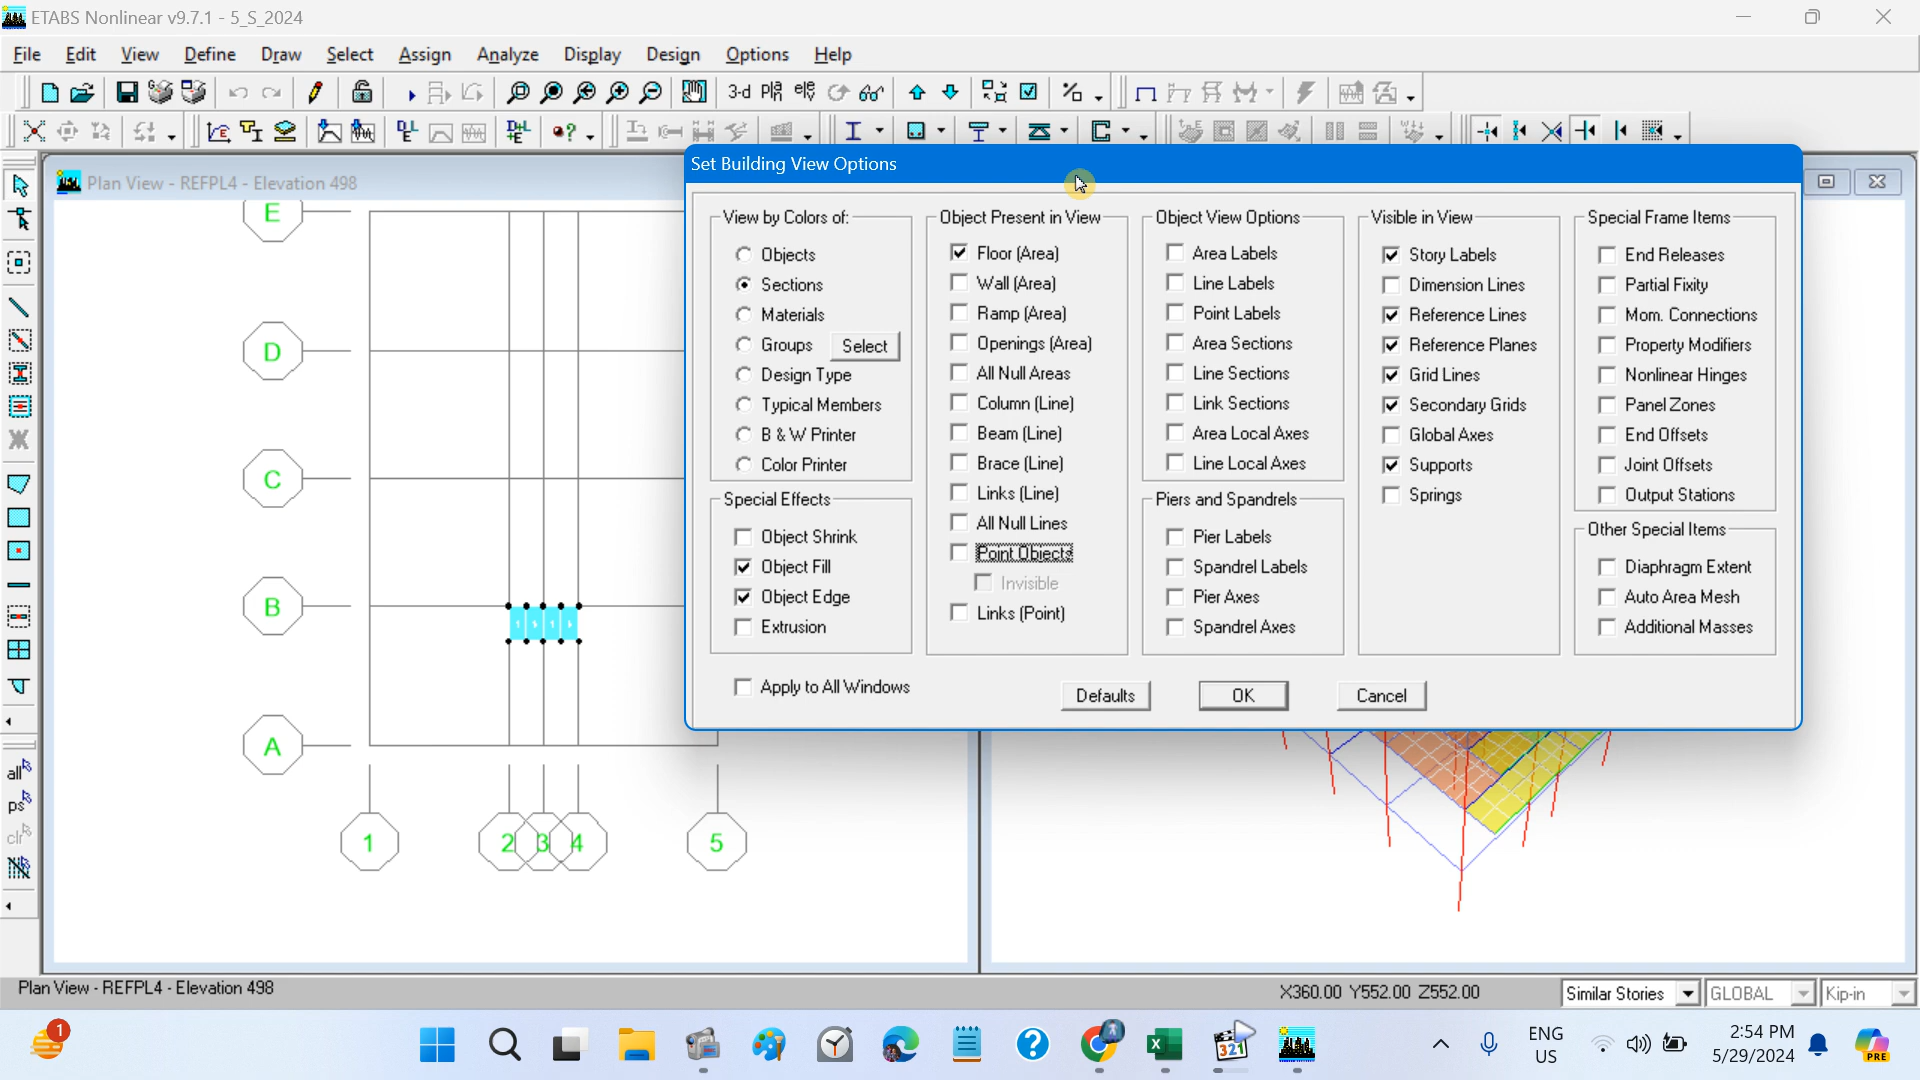 ETABS Nonlinear v9.7.1 - 5_S_2024
File Edit View Define Draw Select Assign Analyze Display Design Options Help
3-d
Plan View - REFPL4 - Elevation 498
Set Building View Options
View by Colors of:
Objects
Sections
Materials
Groups Select
Design Type
Typical Members
B & W Printer
Color Printer
Special Effects
Object Shrink
Object Fill
Object Edge
Extrusion
Apply to All Windows
Object Present in View
Floor (Area)
Wall (Area)
Ramp (Area)
Openings (Area)
All Null Areas
Column (Line)
Beam (Line)
Brace (Line)
Links (Line)
All Null Lines
Point Objects
Invisible
Links (Point)
Object View Options
Area Labels
Line Labels
Point Labels
Area Sections
Line Sections
Link Sections
Area Local Axes
Line Local Axes
Piers and Spandrels
Pier Labels
Spandrel Labels
Pier Axes
Spandrel Axes
Visible in View
Story Labels
Dimension Lines
Reference Lines
Reference Planes
Grid Lines
Secondary Grids
Global Axes
Supports
Springs
Special Frame Items
End Releases
Partial Fixity
Mom. Connections
Property Modifiers
Nonlinear Hinges
Panel Zones
End Offsets
Joint Offsets
Output Stations
Other Special Items
Diaphragm Extent
Auto Area Mesh
Additional Masses
Defaults OK Cancel
E
D
C
B
A
1 2 3 4 5
all
ps
clr
Plan View - REFPL4 - Elevation 498
X360.00 Y552.00 Z552.00
Similar Stories GLOBAL Kip-in
1
321
ENG
US
2:54 PM
5/29/2024
PRE